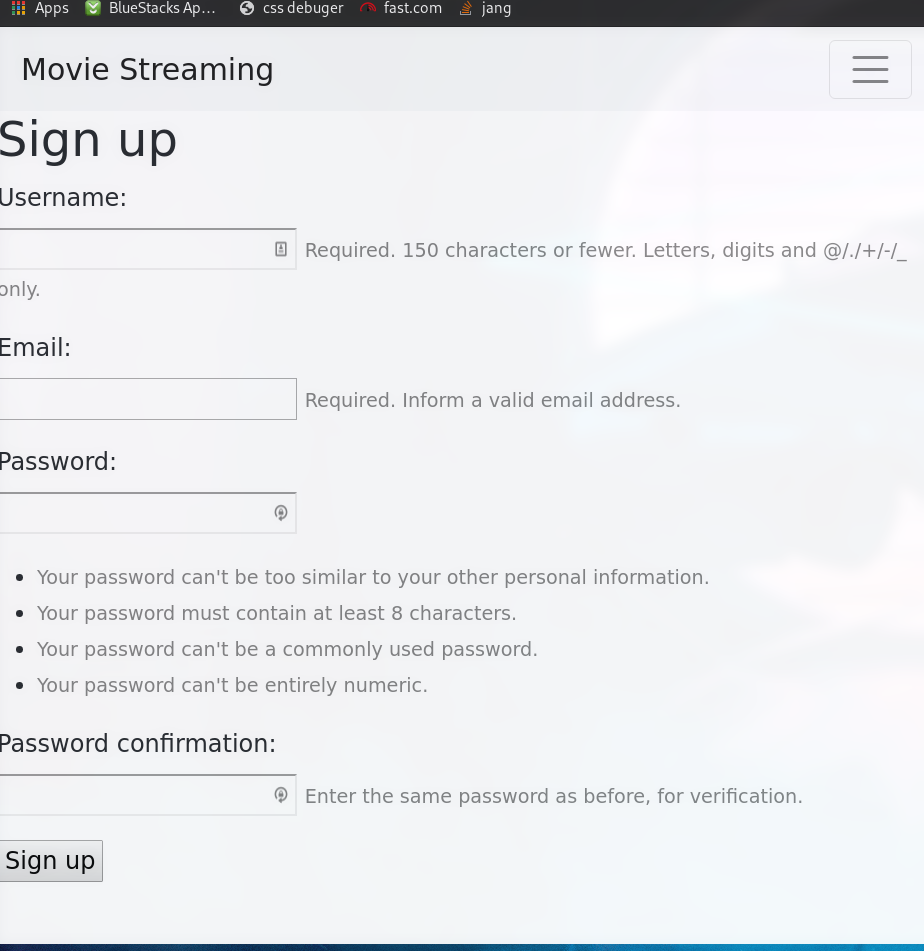 Apps BlueStacks Ap... css debuger fast.com jang
Movie Streaming
Sign up
Username:
Required. 150 characters or fewer. Letters, digits and @/./+/-/_
only.
Email:
Required. Inform a valid email address.
Password:
Your password can't be too similar to your other personal information.
Your password must contain at least 8 characters.
Your password can't be a commonly used password.
Your password can't be entirely numeric.
Password confirmation:
Enter the same password as before, for verification.
Sign up